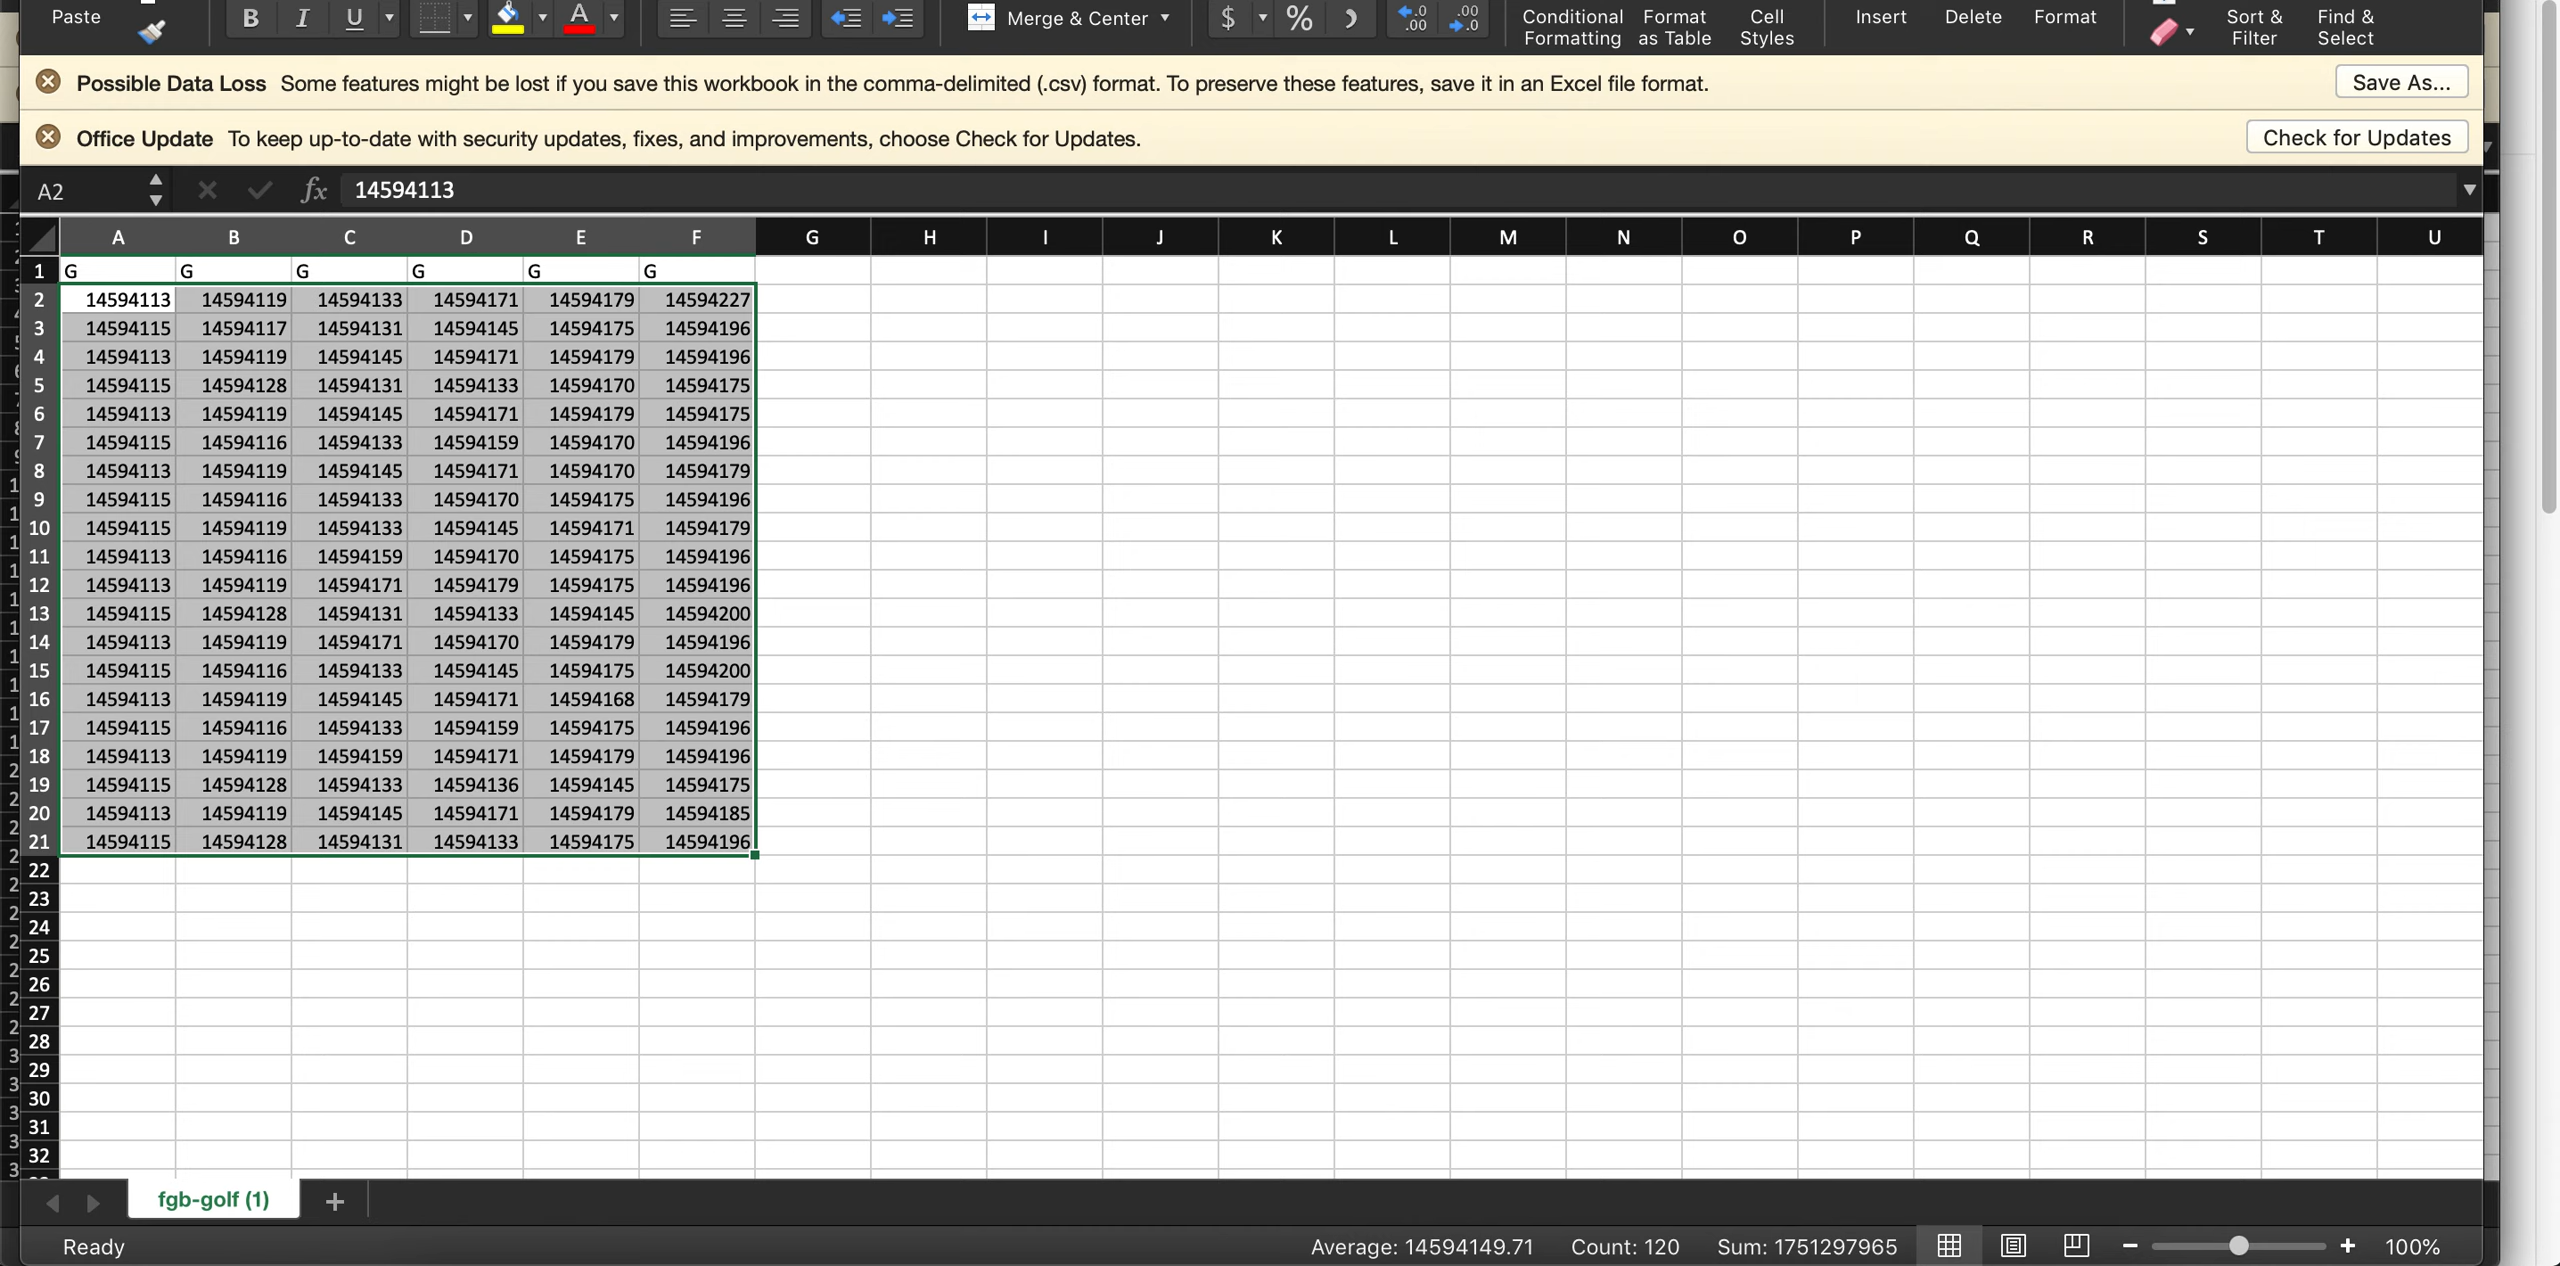 Paste B I U A Merge & Center $ % Conditional Formatting Format as Table Cell Styles Insert Delete Format Sort & Filter Find & Select
Possible Data Loss Some features might be lost if you save this workbook in the comma-delimited (.csv) format. To preserve these features, save it in an Excel file format. Save As...
Office Update To keep up-to-date with security updates, fixes, and improvements, choose Check for Updates. Check for Updates
A2 fx 14594113
A B C D E F G H I J K L M N O P Q R S T U
1 G G G G G G
2 14594113 14594119 14594133 14594171 14594179 14594227
3 14594115 14594117 14594131 14594145 14594175 14594196
4 14594113 14594119 14594145 14594171 14594179 14594196
5 14594115 14594128 14594131 14594133 14594170 14594175
6 14594113 14594119 14594145 14594171 14594179 14594175
7 14594115 14594116 14594133 14594159 14594170 14594196
8 14594113 14594119 14594145 14594171 14594170 14594179
9 14594115 14594116 14594133 14594170 14594175 14594196
10 14594115 14594119 14594133 14594145 14594171 14594179
11 14594113 14594116 14594159 14594170 14594175 14594196
12 14594113 14594119 14594171 14594179 14594175 14594196
13 14594115 14594128 14594131 14594133 14594145 14594200
14 14594113 14594119 14594171 14594170 14594179 14594196
15 14594115 14594116 14594133 14594145 14594175 14594200
16 14594113 14594119 14594145 14594171 14594168 14594179
17 14594115 14594116 14594133 14594159 14594175 14594196
18 14594113 14594119 14594159 14594171 14594179 14594196
19 14594115 14594128 14594133 14594136 14594145 14594175
20 14594113 14594119 14594145 14594171 14594179 14594185
21 14594115 14594128 14594131 14594133 14594175 14594196
22
23
24
25
26
27
28
29
30
31
32
fgb-golf (1) +
Ready Average: 14594149.71 Count: 120 Sum: 1751297965 100%